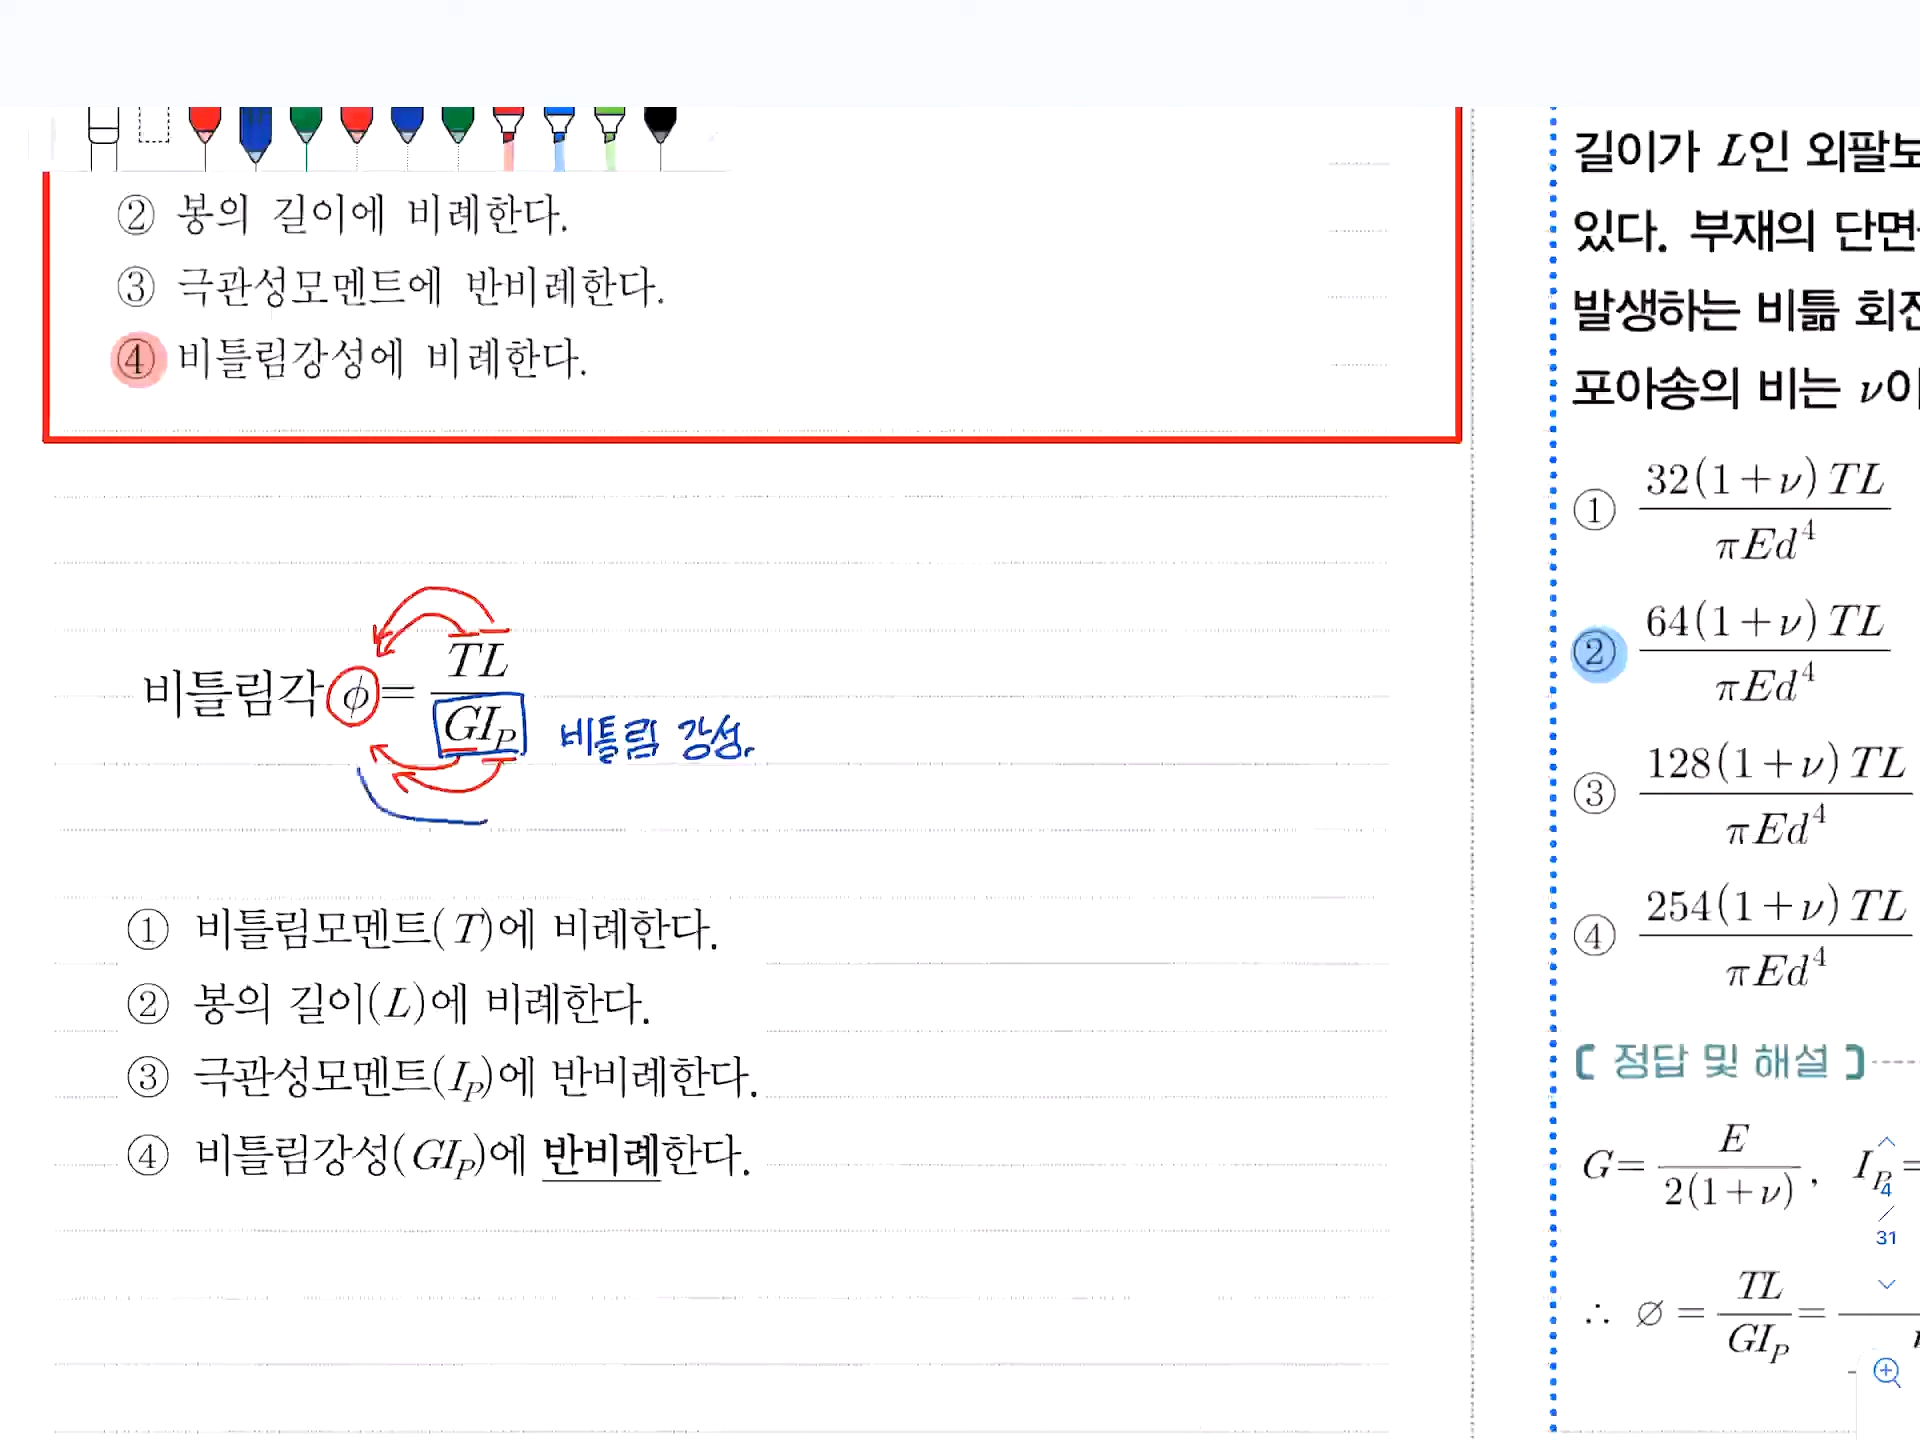 ② 봉의 길이에 비례한다.
③ 극관성모멘트에 반비례한다.
④ 비틀림강성에 비례한다.
비틀림각 ϕ = TL / GI_P
비틀림 강성.
① 비틀림모멘트(T)에 비례한다.
② 봉의 길이(L)에 비례한다.
③ 극관성모멘트(I_P)에 반비례한다.
④ 비틀림강성(GI_P)에 반비례한다.
길이가 L인 외팔보
있다. 부재의 단면
발생하는 비틂 회전
포아송의 비는 ν이
① 32(1+ν)TL / πEd⁴
② 64(1+ν)TL / πEd⁴
③ 128(1+ν)TL / πEd⁴
④ 254(1+ν)TL / πEd⁴
[ 정답 및 해설 ]
G = E / 2(1+ν) , I_P =
∴ ∅ = TL / GI_P =
4
/
31